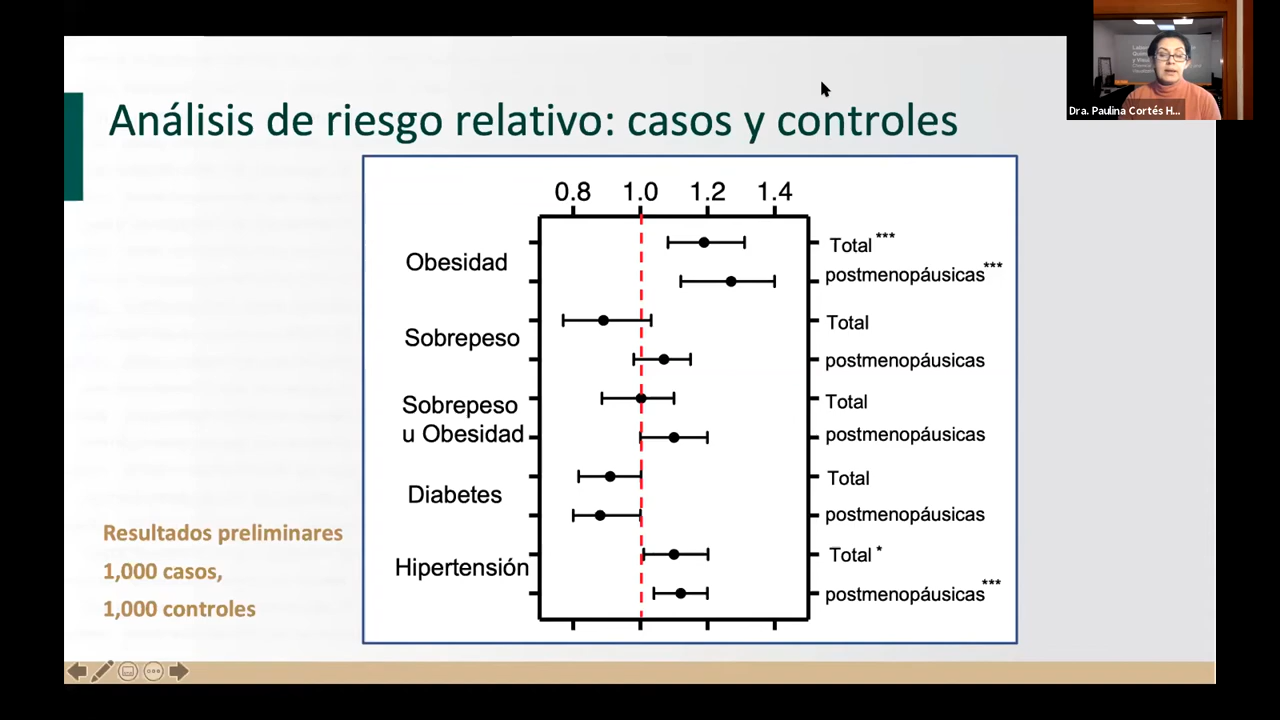 Análisis de riesgo relativo: casos y controles
Dra. Paulina Cortés H...
0.8 1.0 1.2 1.4
Obesidad
Total ***
postmenopáusicas ***
Sobrepeso
Total
postmenopáusicas
Sobrepeso
u Obesidad
Total
postmenopáusicas
Diabetes
Total
postmenopáusicas
Hipertensión
Total *
postmenopáusicas ***
Resultados preliminares
1,000 casos,
1,000 controles